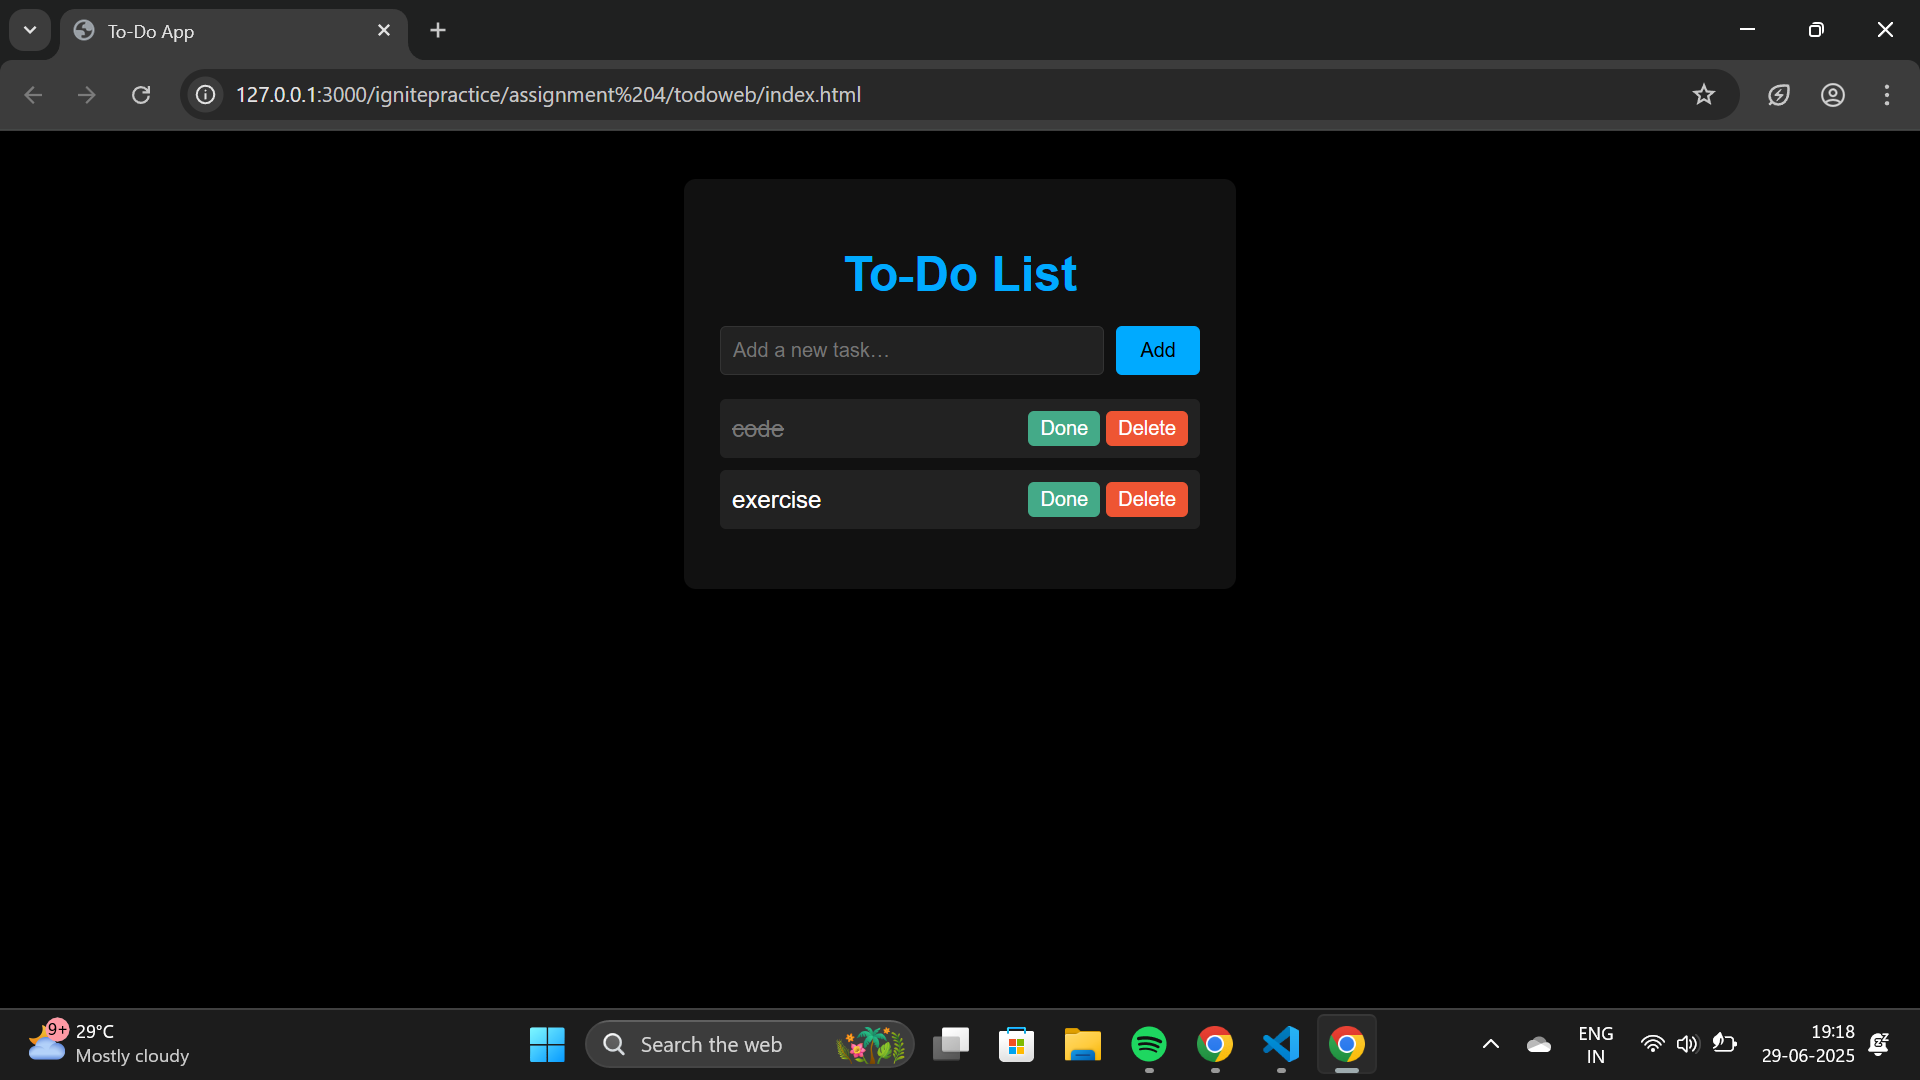 To-Do App
127.0.0.1:3000/ignitepractice/assignment%204/todoweb/index.html
To-Do List
Add a new task...
Add
code Done Delete
exercise Done Delete
9+ 29°C
Mostly cloudy
Search the web
ENG
IN
19:18
29-06-2025